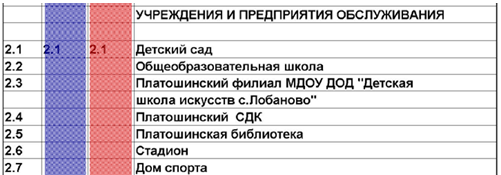 УЧРЕЖДЕНИЯ И ПРЕДПРИЯТИЯ ОБСЛУЖИВАНИЯ
2.1 2.1 2.1 Детский сад
2.2 Общеобразовательная школа
2.3 Платошинский филиал МДОУ ДОД "Детская
школа искусств с.Лобаново"
2.4 Платошинский СДК
2.5 Платошинская библиотека
2.6 Стадион
2.7 Дом спорта